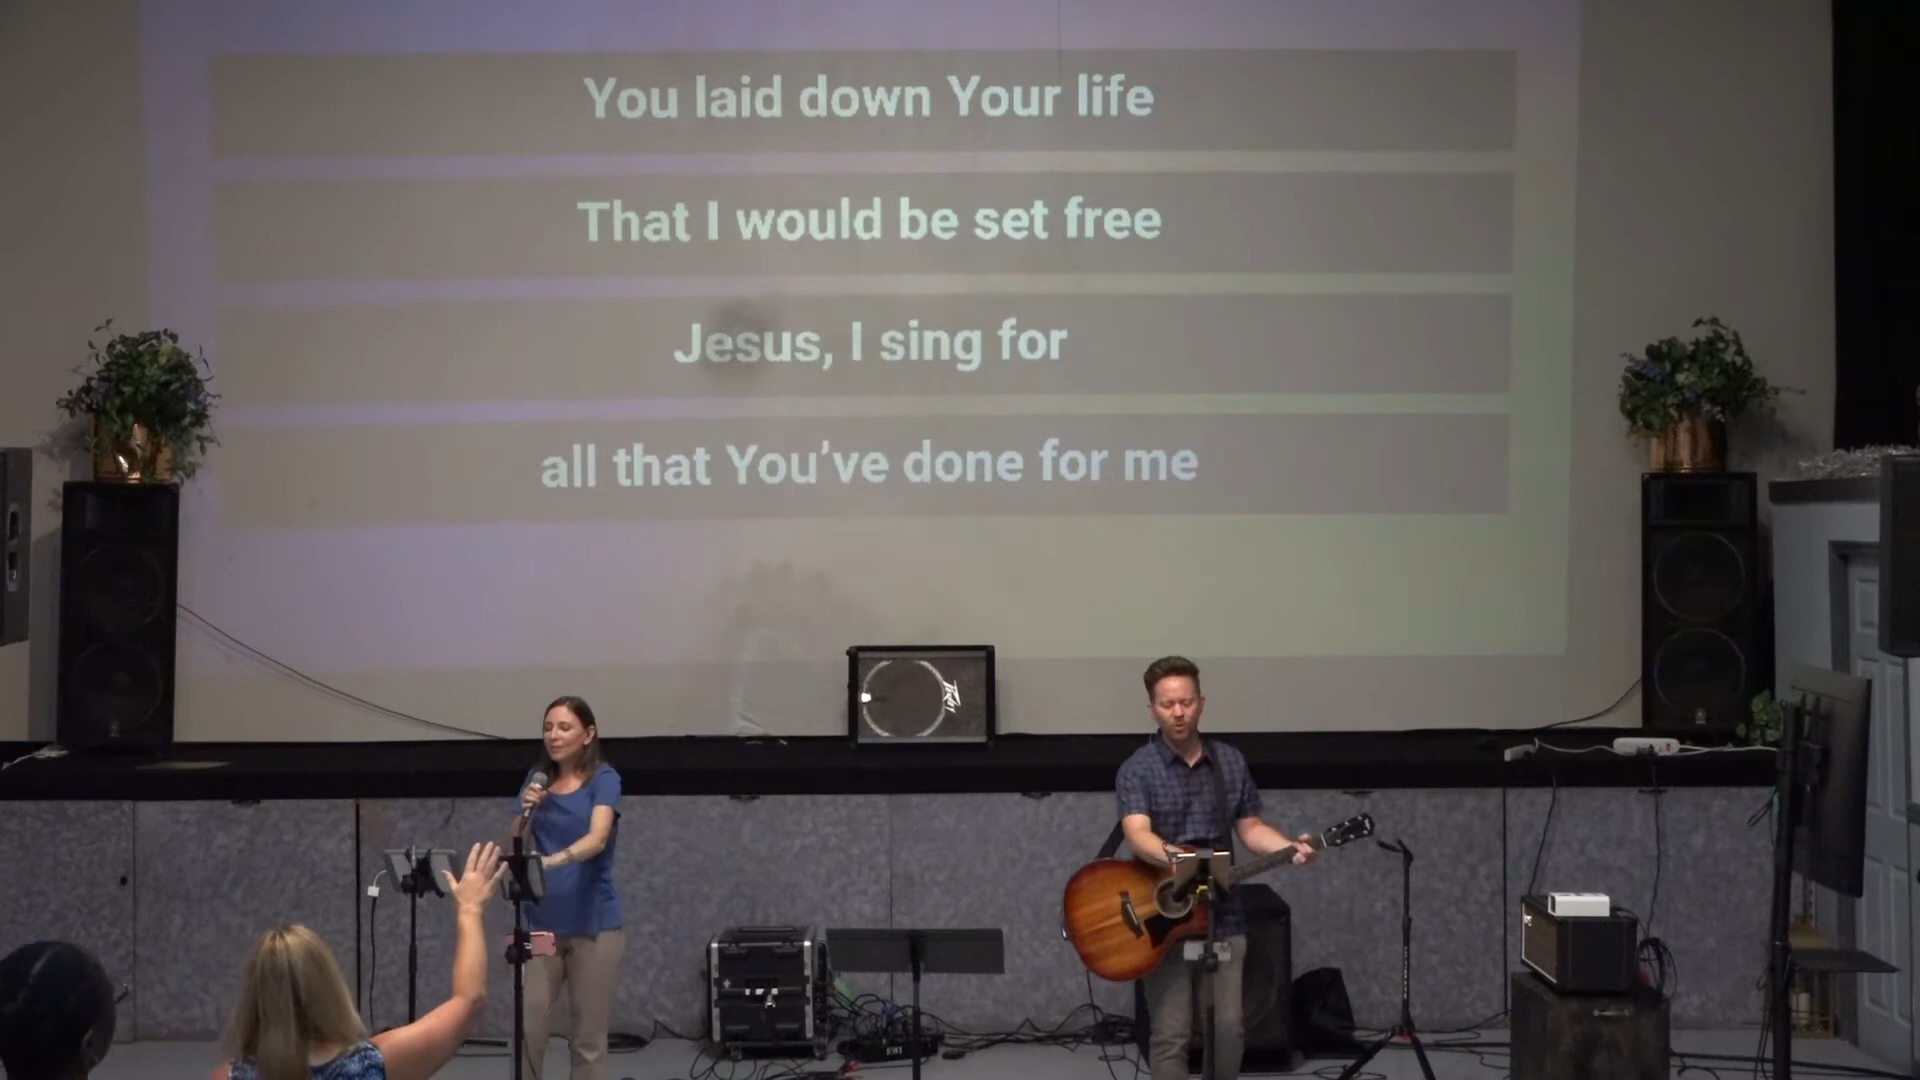 You laid down Your life
That I would be set free
Jesus, I sing for
all that You've done for me
Peavey